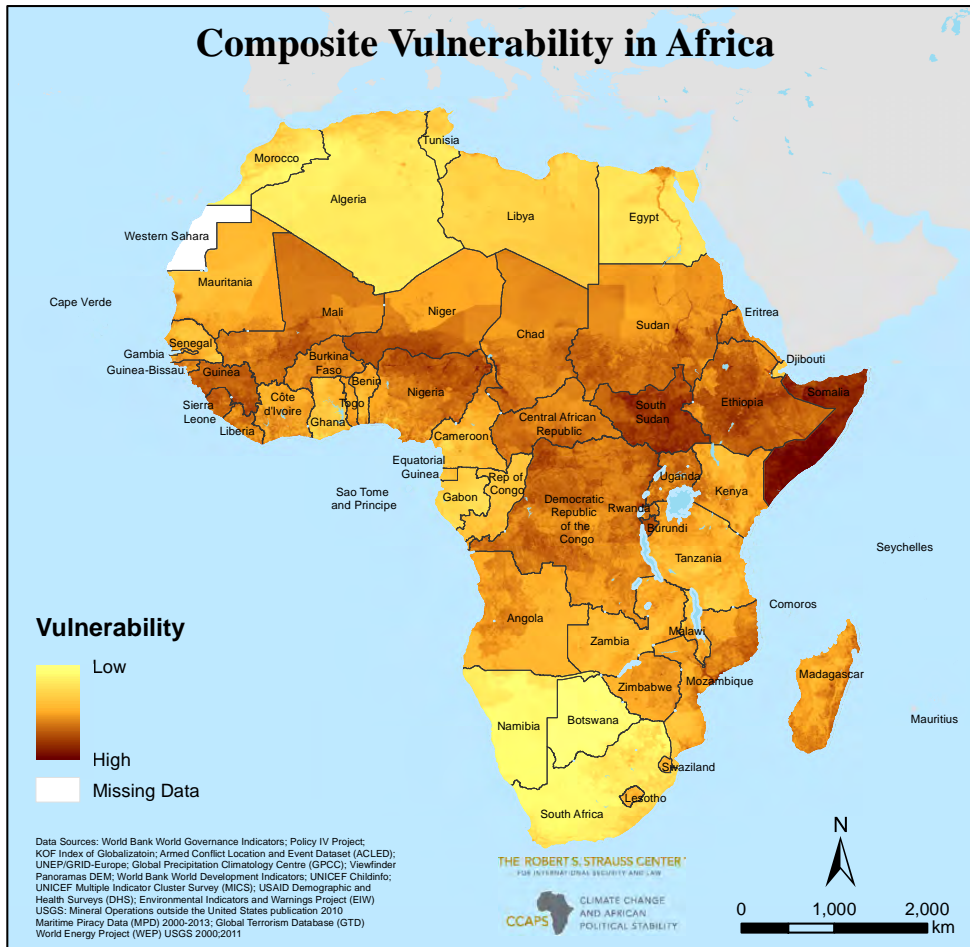 Composite Vulnerability in Africa
Tunisia
Morocco
Algeria
Libya
Egypt
Western Sahara
Mauritania
Cape Verde
Mali
Niger
Chad
Sudan
Eritrea
Senegal
Gambia
Guinea-Bissau
Guinea
Burkina
Faso
Benin
Djibouti
Somalia
Nigeria
Ethiopia
Sierra
Leone
Côte
d'Ivoire
Togo
Ghana
Liberia
South
Sudan
Central African
Republic
Cameroon
Equatorial
Guinea
Rep of
Congo
Uganda
Kenya
Sao Tome
and Principe
Gabon
Democratic
Republic
of the
Congo
Rwanda
Burundi
Tanzania
Seychelles
Comoros
Angola
Malawi
Zambia
Mozambique
Madagascar
Zimbabwe
Mauritius
Namibia
Botswana
Swaziland
Lesotho
South Africa
Vulnerability
Low
High
Missing Data
Data Sources: World Bank World Governance Indicators; Policy IV Project;
KOF Index of Globalizatoin; Armed Conflict Location and Event Dataset (ACLED);
UNEP/GRID-Europe; Global Precipitation Climatology Centre (GPCC); Viewfinder
Panoramas DEM; World Bank World Development Indicators; UNICEF Childinfo;
UNICEF Multiple Indicator Cluster Survey (MICS); USAID Demographic and
Health Surveys (DHS); Environmental Indicators and Warnings Project (EIW)
USGS: Mineral Operations outside the United States publication 2010
Maritime Piracy Data (MPD) 2000-2013; Global Terrorism Database (GTD)
World Energy Project (WEP) USGS 2000;2011
THE ROBERT S. STRAUSS CENTER
FOR INTERNATIONAL SECURITY AND LAW
CCAPS
CLIMATE CHANGE
AND AFRICAN
POLITICAL STABILITY
N
0 1,000 2,000
km